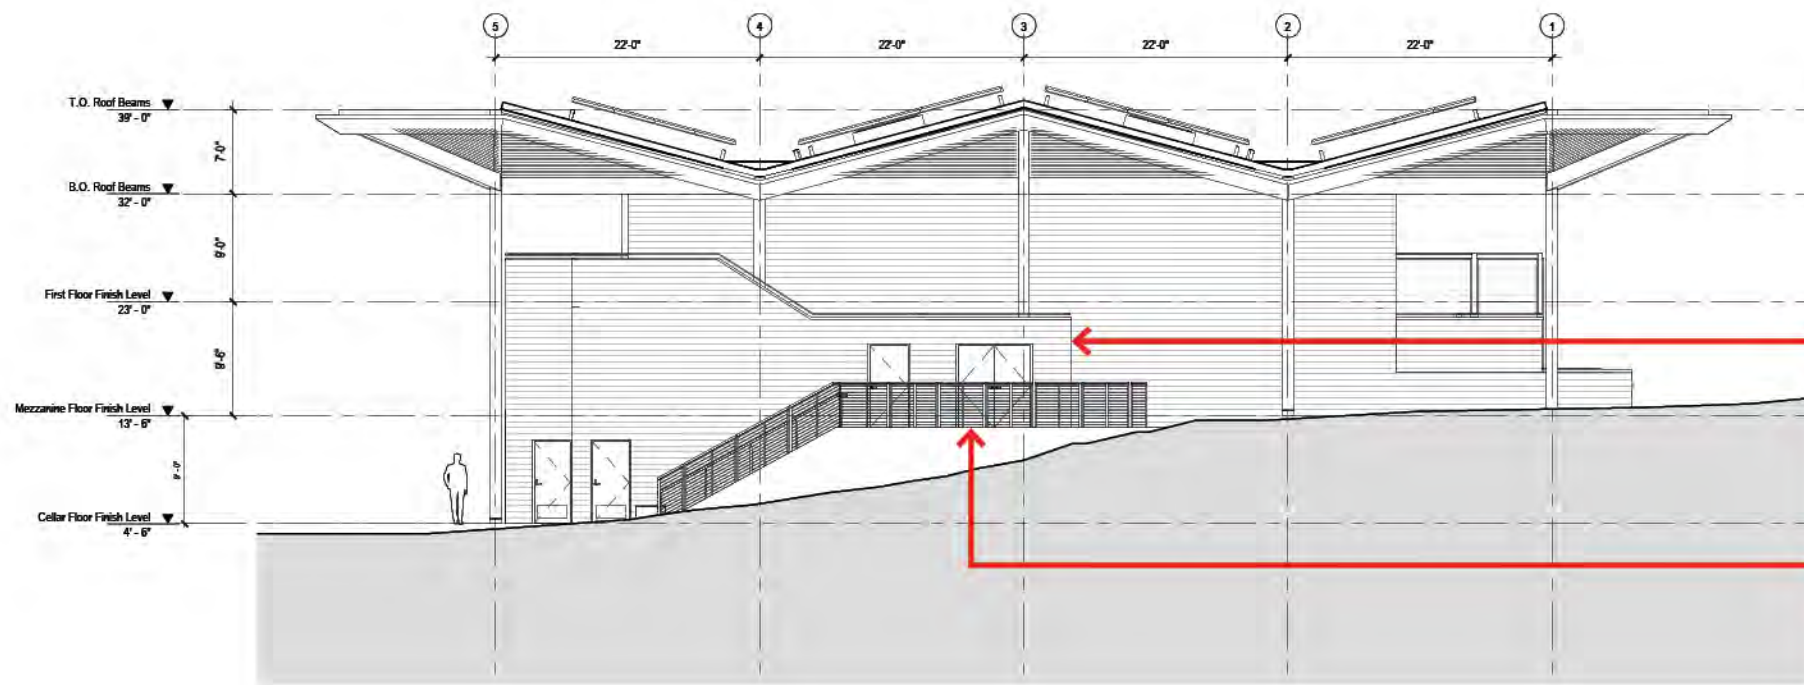 5 4 3 2 1
22'-0" 22'-0" 22'-0" 22'-0"
T.O. Roof Beams
39' - 0"
7'-0"
B.O. Roof Beams
32' - 0"
9'-0"
First Floor Finish Level
23' - 0"
9'-6"
Mezzanine Floor Finish Level
13' - 6"
9'-0"
Cellar Floor Finish Level
4' - 6"